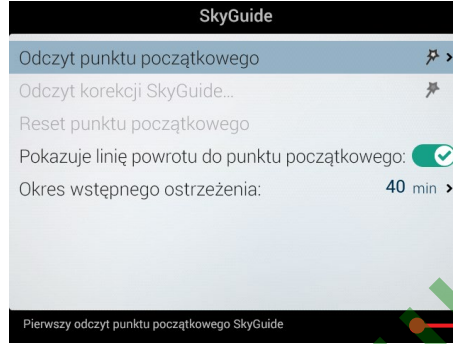 SkyGuide
Odczyt punktu początkowego
Odczyt korekcji SkyGuide...
Reset punktu początkowego
Pokazuje linię powrotu do punktu początkowego:
Okres wstępnego ostrzeżenia: 40 min
Pierwszy odczyt punktu początkowego SkyGuide